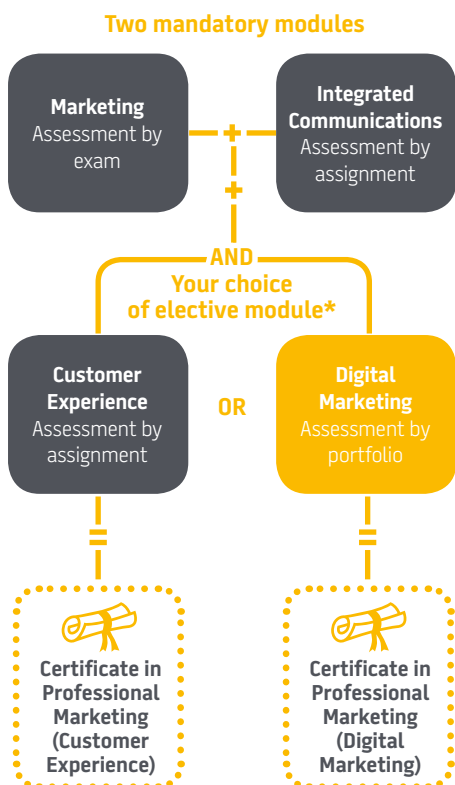 Two mandatory modules
Marketing
Assessment by
exam
Integrated
Communications
Assessment by
assignment
AND
Your choice
of elective module*
Customer
Experience
Assessment by
assignment
OR
Digital
Marketing
Assessment by
portfolio
Certificate in
Professional
Marketing
(Customer
Experience)
Certificate in
Professional
Marketing
(Digital
Marketing)